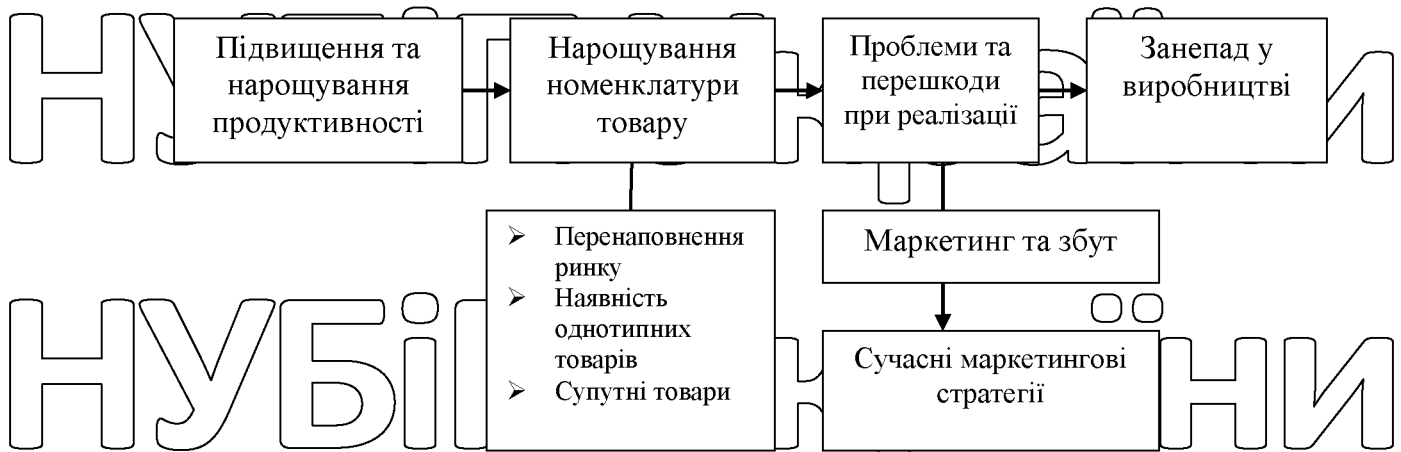 Підвищення та
нарощування
продуктивності
Нарощування
номенклатури
товару
Проблеми та
перешкоди
при реалізації
Занепад у
виробництві
➢ Перенаповнення
ринку
➢ Наявність
однотипних
товарів
➢ Супутні товари
Маркетинг та збут
Сучасні маркетингові
стратегії